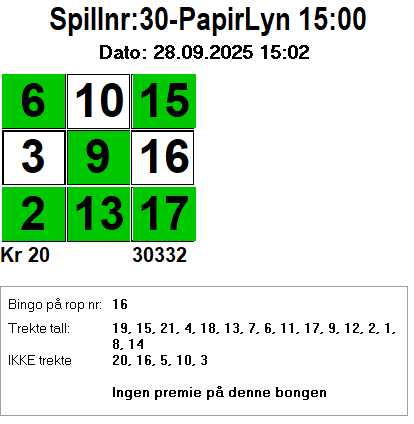 Spillnr:30-PapirLyn 15:00
Dato: 28.09.2025 15:02
6 10 15
3 9 16
2 13 17
Kr 20 30332
Bingo på rop nr: 16
Trekte tall: 19, 15, 21, 4, 18, 13, 7, 6, 11, 17, 9, 12, 2, 1,
8, 14
IKKE trekte 20, 16, 5, 10, 3
Ingen premie på denne bongen